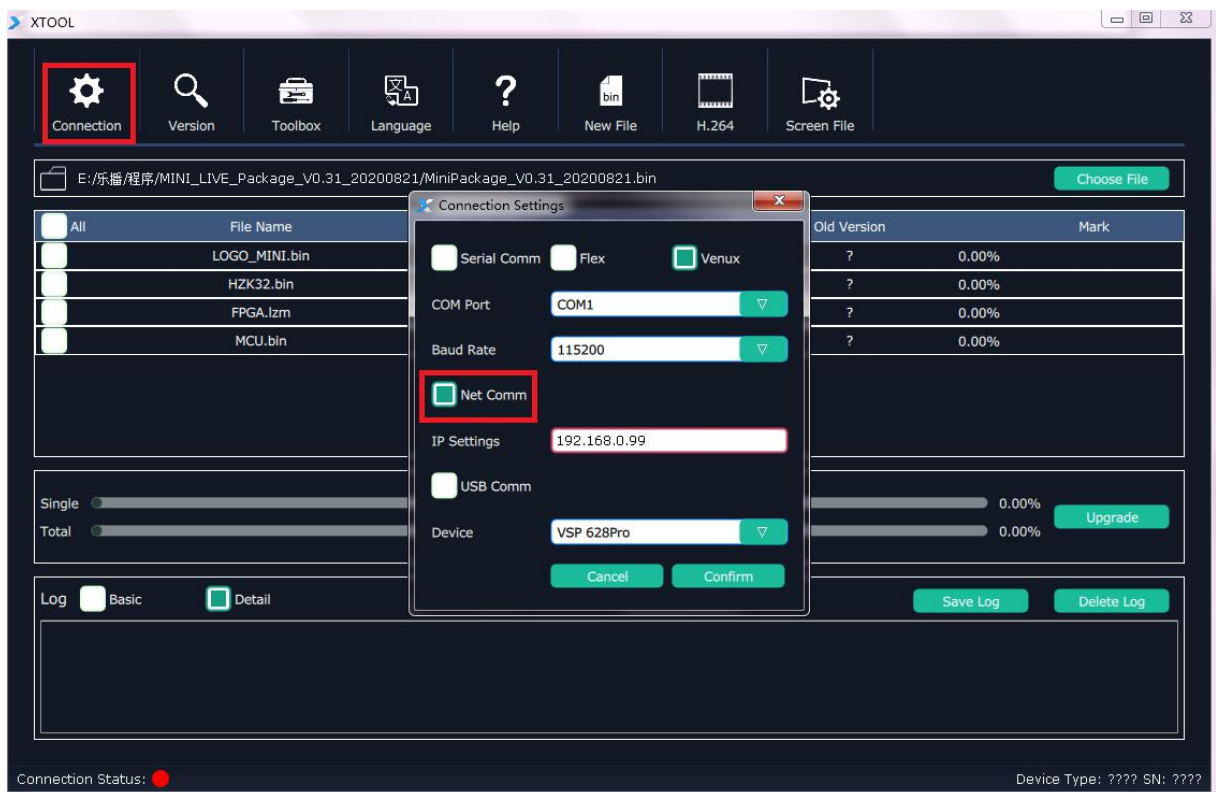 XTOOL
Connection Version Toolbox Language Help New File H.264 Screen File
文 A
bin
E:/乐播/程序/MINI_LIVE_Package_V0.31_20200821/MiniPackage_V0.31_20200821.bin Choose File
All File Name Old Version Mark
LOGO_MINI.bin ? 0.00%
HZK32.bin ? 0.00%
FPGA.lzm ? 0.00%
MCU.bin ? 0.00%
Connection Settings
Serial Comm Flex Venux
COM Port COM1
Baud Rate 115200
Net Comm
IP Settings 192.168.0.99
USB Comm
Device VSP 628Pro
Cancel Confirm
Single 0.00%
Total 0.00%
Upgrade
Log Basic Detail Save Log Delete Log
Connection Status: Device Type: ???? SN: ????